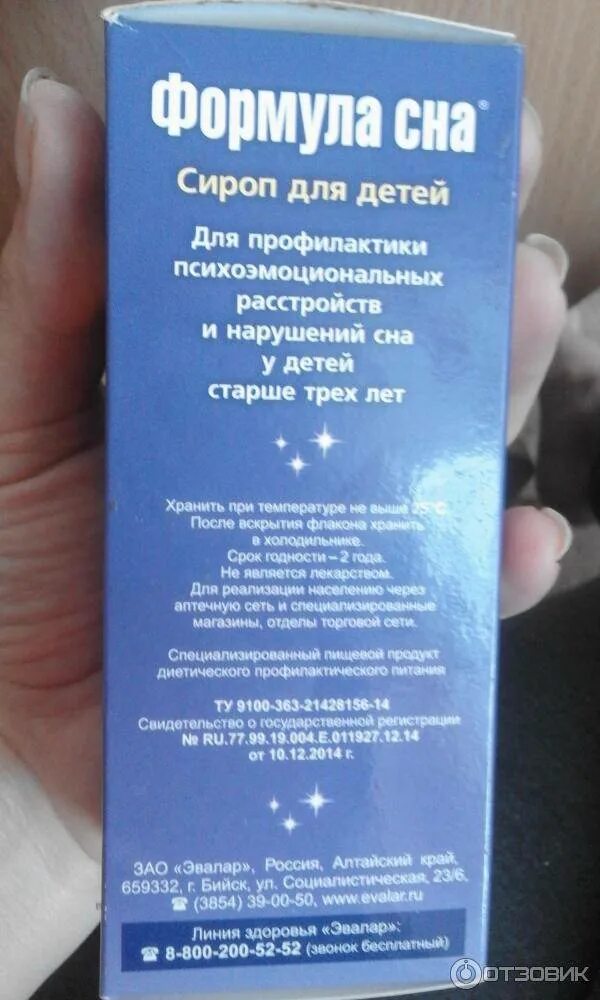 Формула сна®
Сироп для детей
Для профилактики
психоэмоциональных
расстройств
и нарушений сна
у детей
старше трех лет
Хранить при температуре не выше 25°C.
После вскрытия флакона хранить
в холодильнике.
Срок годности – 2 года.
Не является лекарством.
Для реализации населению через
аптечную сеть и специализированные
магазины, отделы торговой сети.
Специализированный пищевой продукт
диетического профилактического питания
ТУ 9100-363-21428156-14
Свидетельство о государственной регистрации
№ RU.77.99.19.004.Е.011927.12.14
от 10.12.2014 г.
ЗАО «Эвалар», Россия, Алтайский край,
659332, г. Бийск, ул. Социалистическая, 23/6.
☎ (3854) 39-00-50, www.evalar.ru
Линия здоровья «Эвалар»:
☎ 8-800-200-52-52 (звонок бесплатный)
ОТЗОВИК